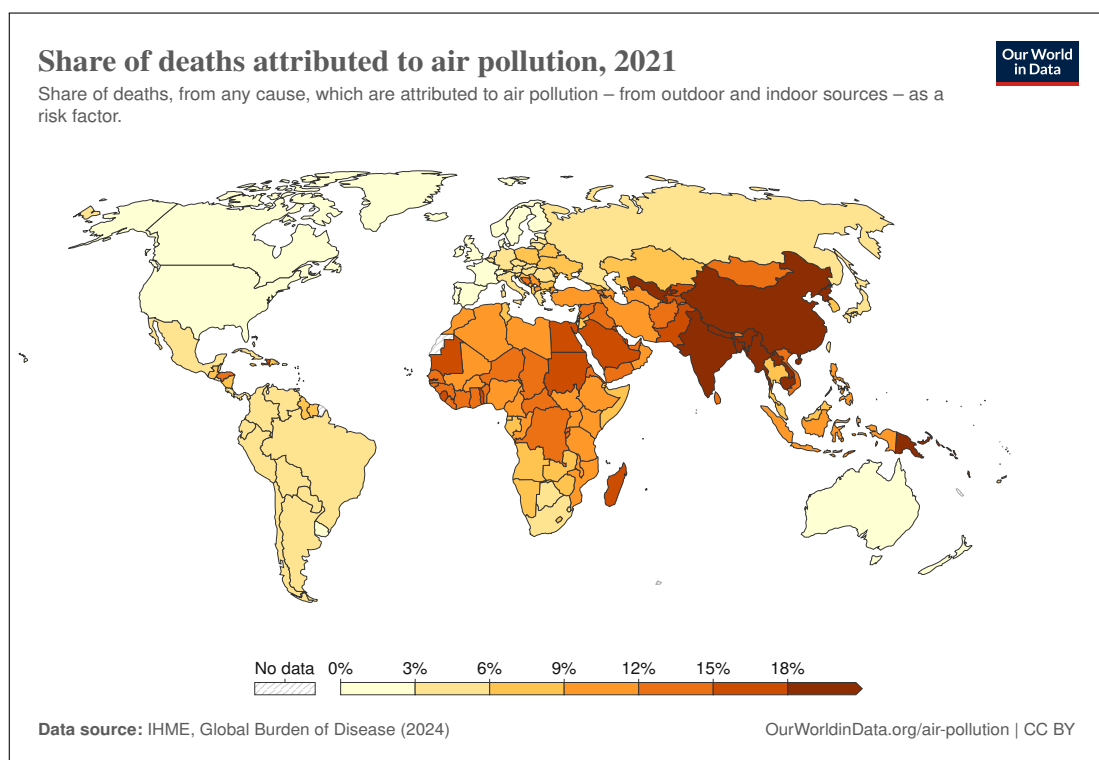 Share of deaths attributed to air pollution, 2021
Our World
in Data
Share of deaths, from any cause, which are attributed to air pollution – from outdoor and indoor sources – as a
risk factor.
No data
0%
3%
6%
9%
12%
15%
18%
Data source: IHME, Global Burden of Disease (2024)
OurWorldinData.org/air-pollution | CC BY